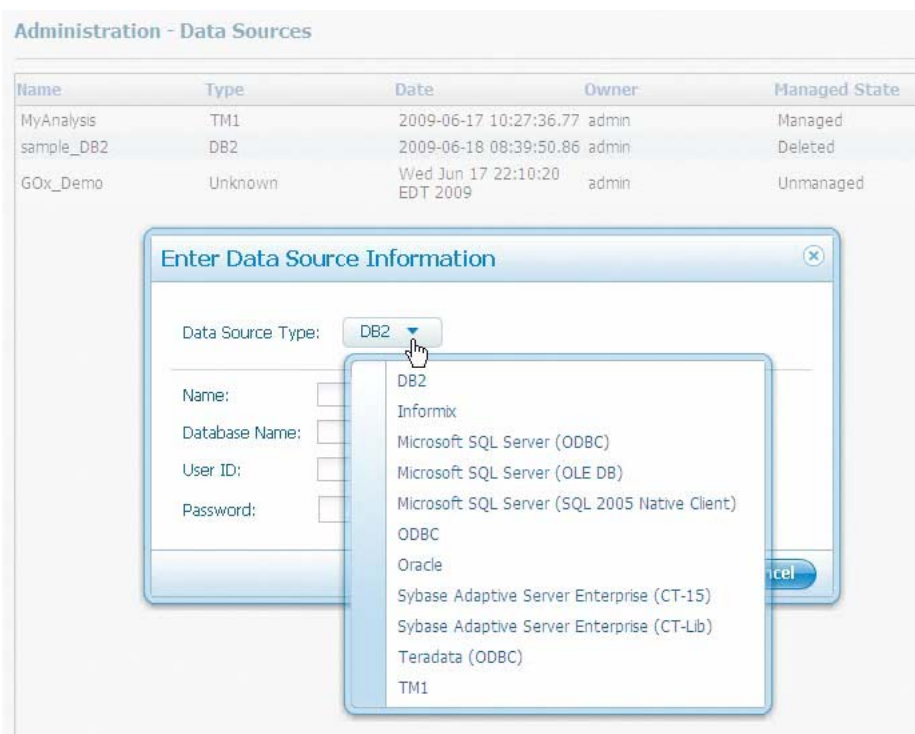 Administration - Data Sources
Name Type Date Owner Managed State
MyAnalysis TM1 2009-06-17 10:27:36.77 admin Managed
sample_DB2 DB2 2009-06-18 08:39:50.86 admin Deleted
GOx_Demo Unknown Wed Jun 17 22:10:20 admin Unmanaged
EDT 2009
Enter Data Source Information
Data Source Type: DB2
Name:
Database Name:
User ID:
Password:
DB2
Informix
Microsoft SQL Server (ODBC)
Microsoft SQL Server (OLE DB)
Microsoft SQL Server (SQL 2005 Native Client)
ODBC
Oracle
Sybase Adaptive Server Enterprise (CT-15)
Sybase Adaptive Server Enterprise (CT-Lib)
Teradata (ODBC)
TM1
ncel